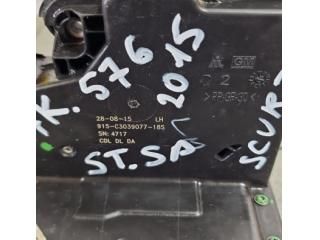 K. 576
2015
GM
C 2
>PP-GF30<
28-08-15 LH
915-C3039077-18S
SN: 4717
CDL DL DA
ST.SA
SCUR